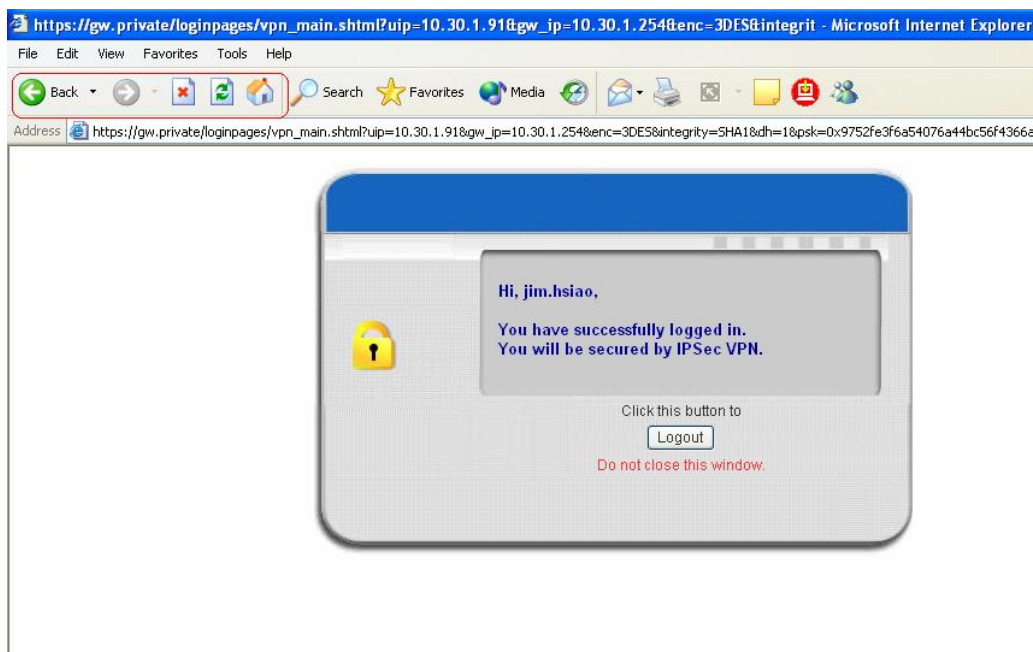 https://gw.private/loginpages/vpn_main.shtml?uip=10.30.1.91&gw_ip=10.30.1.254&enc=3DES&integrit - Microsoft Internet Explorer
File Edit View Favorites Tools Help
Back Search Favorites Media
Address https://gw.private/loginpages/vpn_main.shtml?uip=10.30.1.91&gw_ip=10.30.1.254&enc=3DES&integrity=SHA1&dh=1&psk=0x9752fe3f6a54076a44bc56f4366a
Hi, jim.hsiao,
You have successfully logged in.
You will be secured by IPSec VPN.
Click this button to
Logout
Do not close this window.